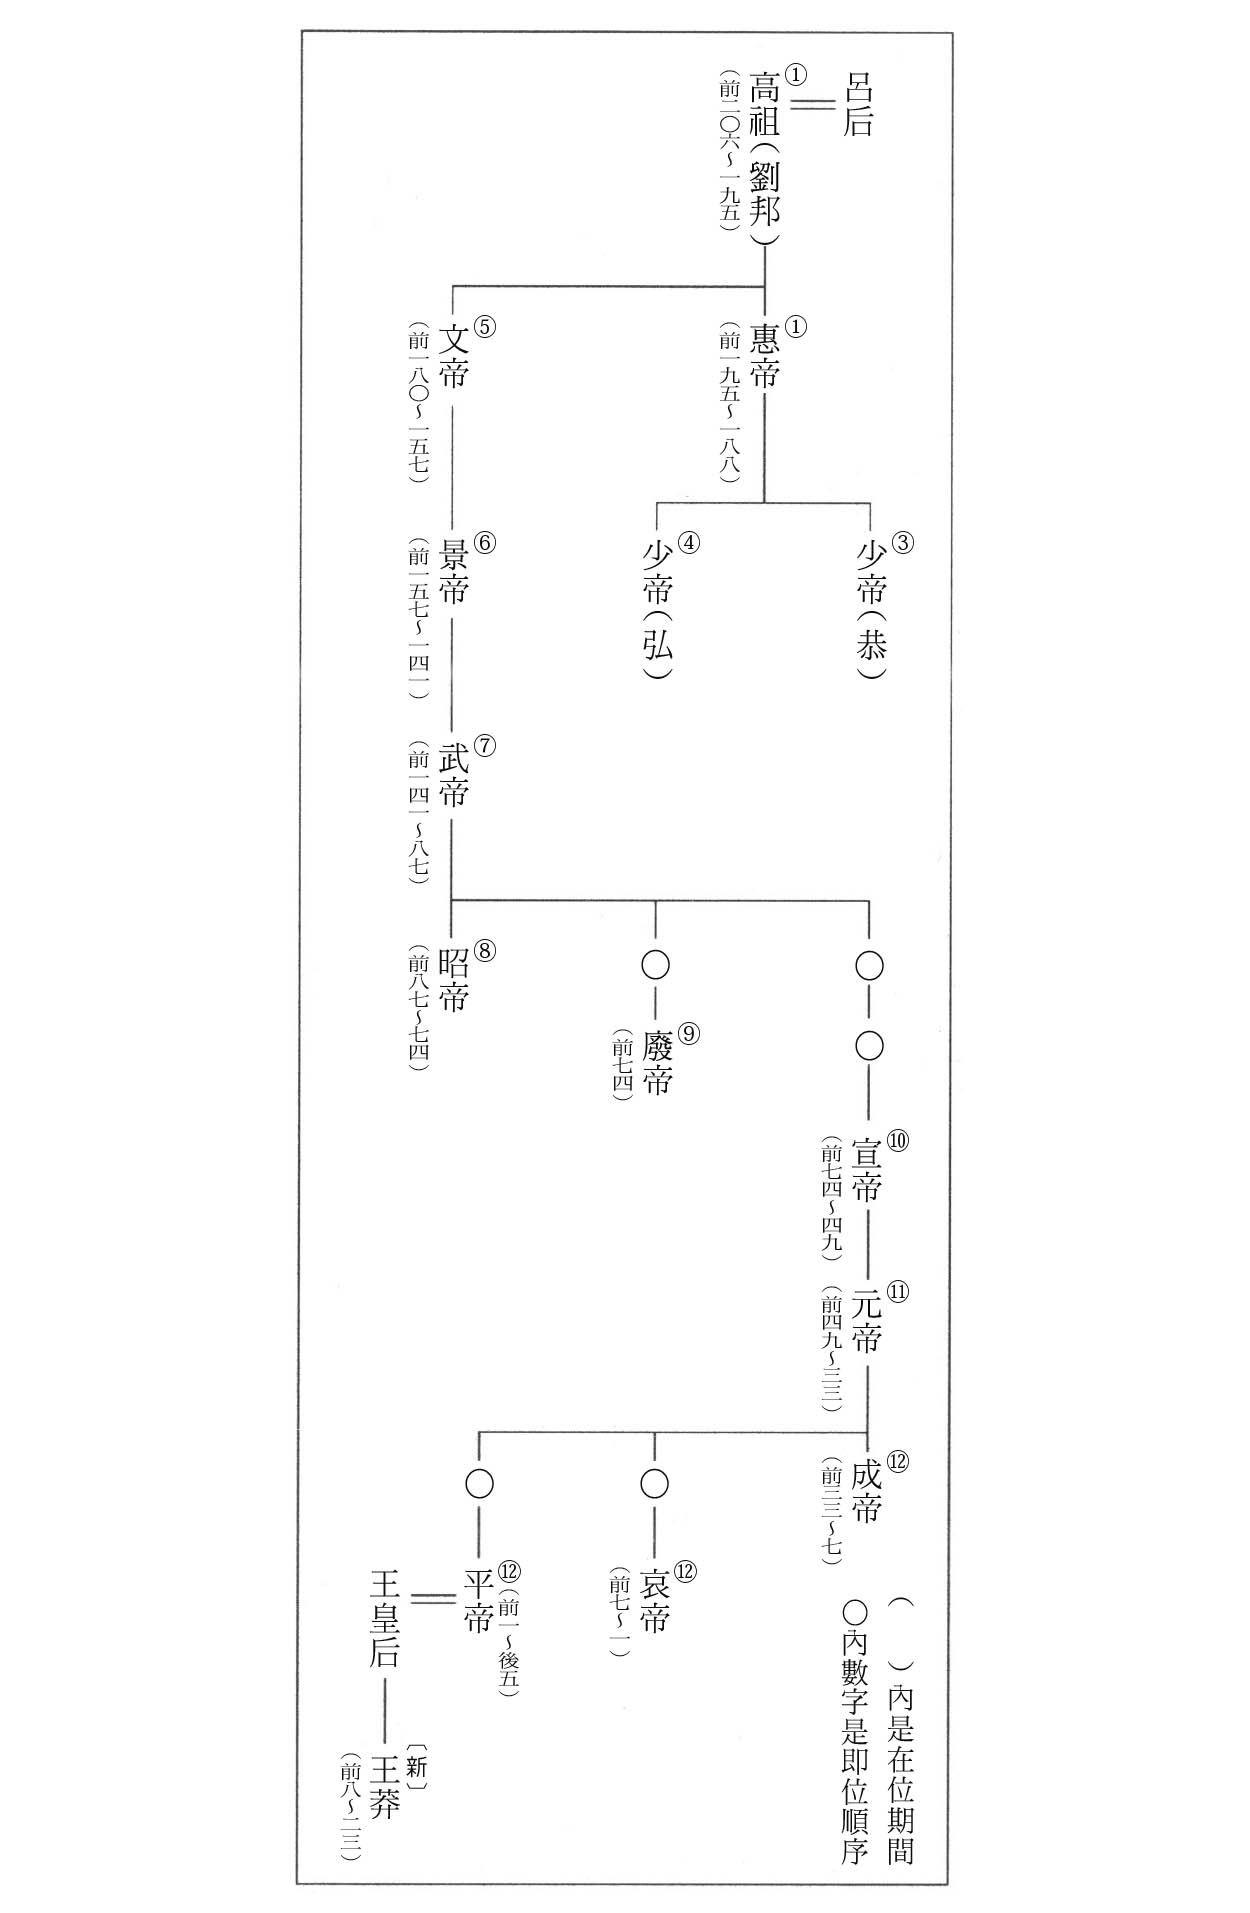 呂后
①
高祖（劉邦）
（前二〇六～一九五）
①
惠帝
（前一九五～一八八）
⑤
文帝
（前一八〇～一五七）
③
少帝（恭）
④
少帝（弘）
⑥
景帝
（前一五七～一四一）
⑦
武帝
（前一四一～八七）
⑧
昭帝
（前八七～七四）
⑨
廢帝
（前七四）
⑩
宣帝
（前七四～四九）
⑪
元帝
（前四九～三三）
⑫
成帝
（前三三～七）
⑫
哀帝
（前七～一）
⑫
平帝
（前一～後五）
王皇后
〔新〕
王莽
（前八～二三）
（　）內是在位期間
〇內數字是即位順序